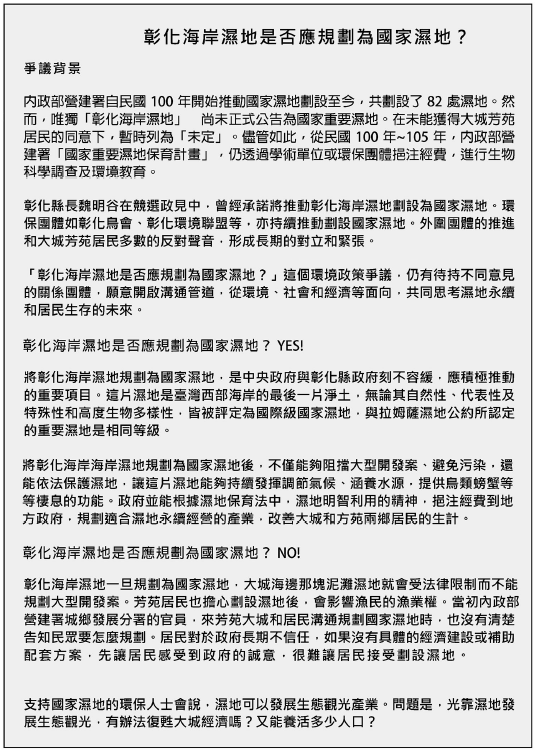 彰化海岸濕地是否應規劃為國家濕地？
爭議背景
內政部營建署自民國 100 年開始推動國家濕地劃設至今，共劃設了 82 處濕地。然
而，唯獨「彰化海岸濕地」　尚未正式公告為國家重要濕地。在未能獲得大城芳苑
居民的同意下，暫時列為「未定」。儘管如此，從民國 100 年~105 年，內政部營
建署「國家重要濕地保育計畫」，仍透過學術單位或環保團體挹注經費，進行生物
科學調查及環境教育。
彰化縣長魏明谷在競選政見中，曾經承諾將推動彰化海岸濕地劃設為國家濕地。環
保團體如彰化鳥會、彰化環境聯盟等，亦持續推動劃設國家濕地。外圍團體的推進
和大城芳苑居民多數的反對聲音，形成長期的對立和緊張。
「彰化海岸濕地是否應規劃為國家濕地？」這個環境政策爭議，仍有待持不同意見
的關係團體，願意開啟溝通管道，從環境、社會和經濟等面向，共同思考濕地永續
和居民生存的未來。
彰化海岸濕地是否應規劃為國家濕地？ YES!
將彰化海岸濕地規劃為國家濕地，是中央政府與彰化縣政府刻不容緩，應積極推動
的重要項目。這片濕地是臺灣西部海岸的最後一片淨土，無論其自然性、代表性及
特殊性和高度生物多樣性，皆被評定為國際級國家濕地，與拉姆薩濕地公約所認定
的重要濕地是相同等級。
將彰化海岸海岸濕地規劃為國家濕地後，不僅能夠阻擋大型開發案、避免污染，還
能依法保護濕地，讓這片濕地能夠持續發揮調節氣候、涵養水源，提供鳥類螃蟹等
等棲息的功能。政府並能根據濕地保育法中，濕地明智利用的精神，挹注經費到地
方政府，規劃適合濕地永續經營的產業，改善大城和方苑兩鄉居民的生計。
彰化海岸濕地是否應規劃為國家濕地？ NO!
彰化海岸濕地一旦規劃為國家濕地，大城海邊那塊泥灘濕地就會受法律限制而不能
規劃大型開發案。芳苑居民也擔心劃設濕地後，會影響漁民的漁業權。當初內政部
營建署城鄉發展分署的官員，來芳苑大城和居民溝通規劃國家濕地時，也沒有清楚
告知民眾要怎麼規劃。居民對於政府長期不信任，如果沒有具體的經濟建設或補助
配套方案，先讓居民感受到政府的誠意，很難讓居民接受劃設濕地。
支持國家濕地的環保人士會說，濕地可以發展生態觀光產業。問題是，光靠濕地發
展生態觀光，有辦法復甦大城經濟嗎？又能養活多少人口？